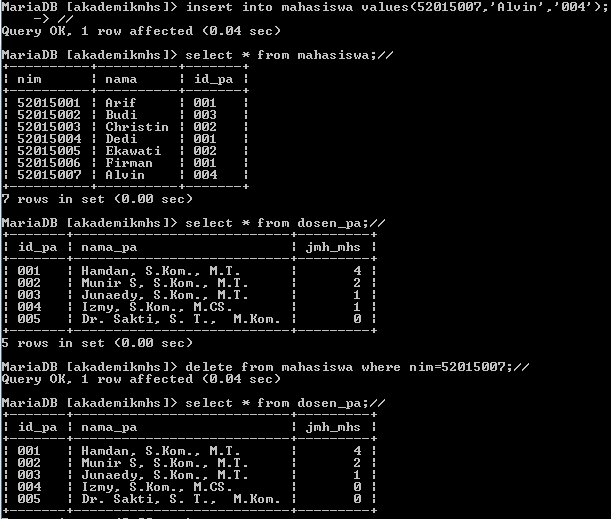 MariaDB [akademikmhs]> insert into mahasiswa values(52015007,'Alvin','004');
    -> //
Query OK, 1 row affected (0.04 sec)
MariaDB [akademikmhs]> select * from mahasiswa;//
+----------+-----------+-------+
| nim      | nama      | id_pa |
+----------+-----------+-------+
| 52015001 | Arif      | 001   |
| 52015002 | Budi      | 003   |
| 52015003 | Christin  | 002   |
| 52015004 | Dedi      | 001   |
| 52015005 | Ekawati   | 002   |
| 52015006 | Firman    | 001   |
| 52015007 | Alvin     | 004   |
+----------+-----------+-------+
7 rows in set (0.00 sec)
MariaDB [akademikmhs]> select * from dosen_pa;//
+-------+---------------------------+---------+
| id_pa | nama_pa                   | jmh_mhs |
+-------+---------------------------+---------+
| 001   | Hamdan, S.Kom., M.T.      |       4 |
| 002   | Munir S, S.Kom., M.T.     |       2 |
| 003   | Junaedy, S.Kom., M.T.     |       1 |
| 004   | Izmy, S.Kom., M.CS.       |       1 |
| 005   | Dr. Sakti, S. T.,  M.Kom. |       0 |
+-------+---------------------------+---------+
5 rows in set (0.00 sec)
MariaDB [akademikmhs]> delete from mahasiswa where nim=52015007;//
Query OK, 1 row affected (0.04 sec)
MariaDB [akademikmhs]> select * from dosen_pa;//
+-------+---------------------------+---------+
| id_pa | nama_pa                   | jmh_mhs |
+-------+---------------------------+---------+
| 001   | Hamdan, S.Kom., M.T.      |       4 |
| 002   | Munir S, S.Kom., M.T.     |       2 |
| 003   | Junaedy, S.Kom., M.T.     |       1 |
| 004   | Izmy, S.Kom., M.CS.       |       0 |
| 005   | Dr. Sakti, S. T.,  M.Kom. |       0 |
+-------+---------------------------+---------+